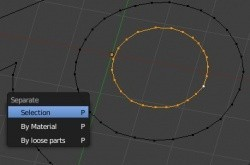 Separate
Selection P
By Material P
By loose parts P